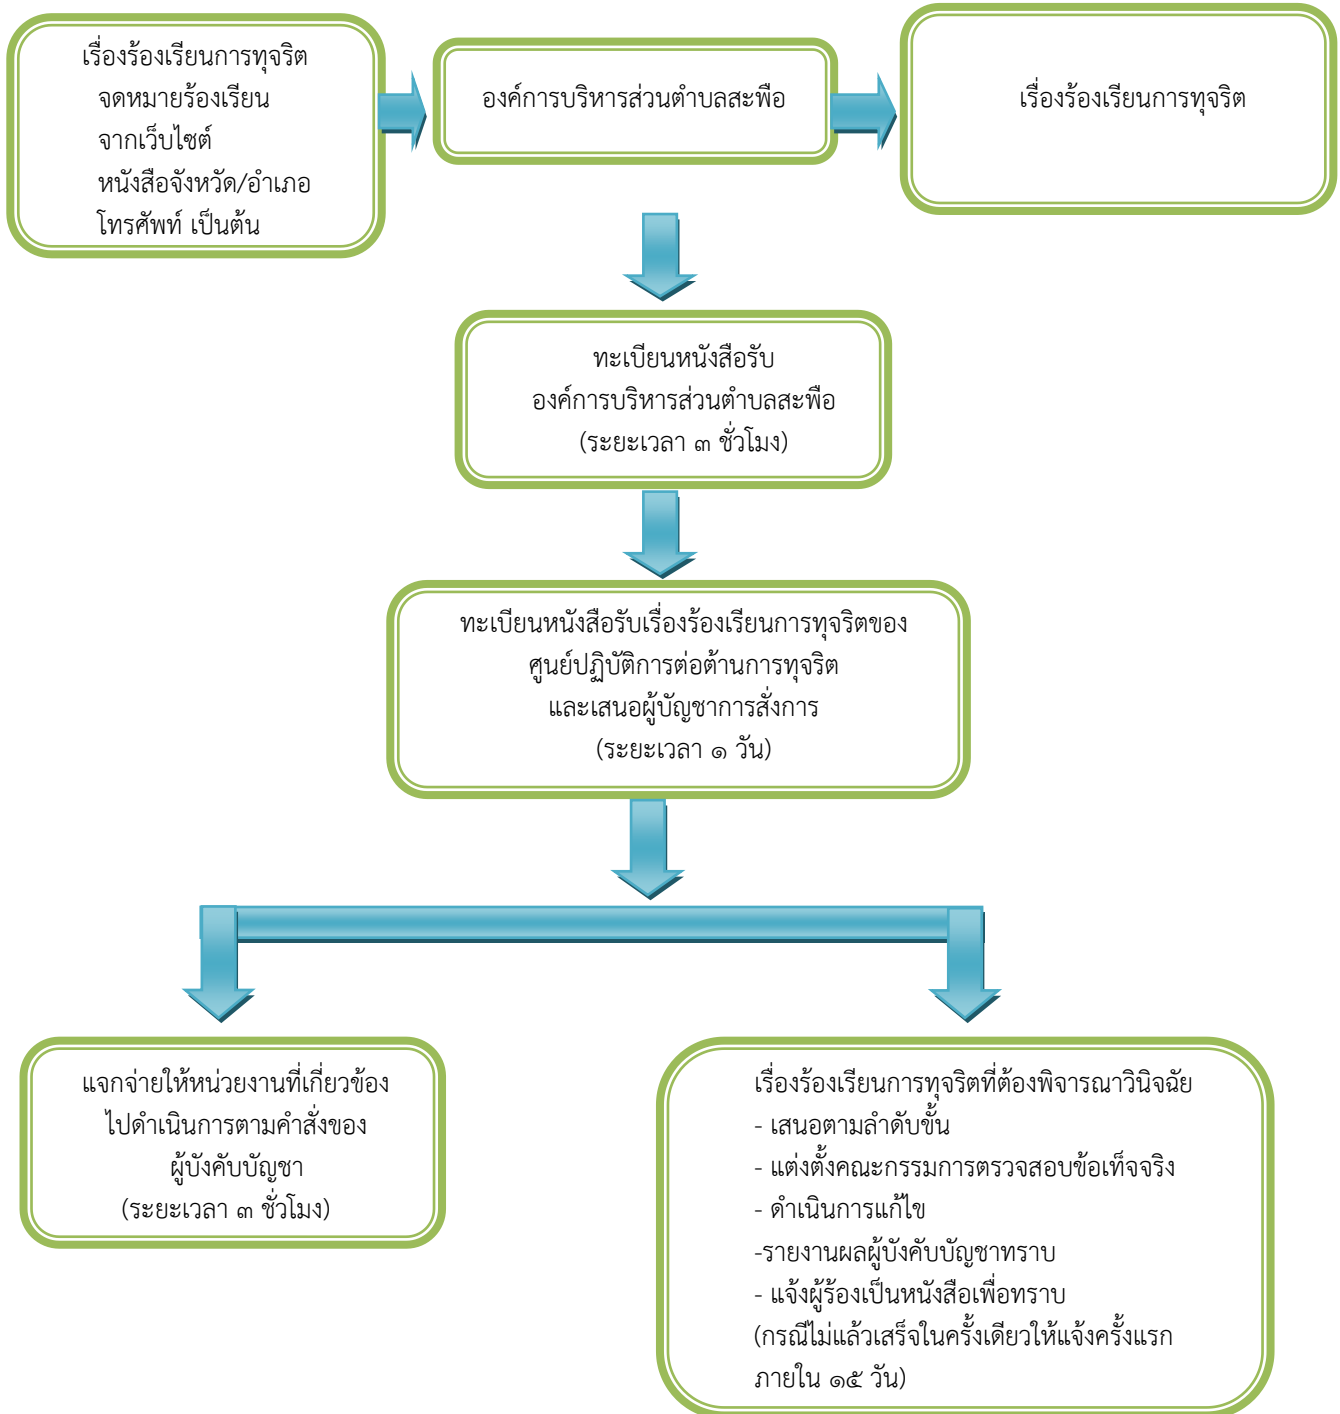 เรื่องร้องเรียนการทุจริต
จดหมายร้องเรียน
จากเว็บไซต์
หนังสือจังหวัด/อำเภอ
โทรศัพท์ เป็นต้น
องค์การบริหารส่วนตำบลสะพือ
เรื่องร้องเรียนการทุจริต
ทะเบียนหนังสือรับ
องค์การบริหารส่วนตำบลสะพือ
(ระยะเวลา ๓ ชั่วโมง)
ทะเบียนหนังสือรับเรื่องร้องเรียนการทุจริตของ
ศูนย์ปฏิบัติการต่อต้านการทุจริต
และเสนอผู้บัญชาการสั่งการ
(ระยะเวลา ๑ วัน)
แจกจ่ายให้หน่วยงานที่เกี่ยวข้อง
ไปดำเนินการตามคำสั่งของ
ผู้บังคับบัญชา
(ระยะเวลา ๓ ชั่วโมง)
เรื่องร้องเรียนการทุจริตที่ต้องพิจารณาวินิจฉัย
- เสนอตามลำดับขั้น
- แต่งตั้งคณะกรรมการตรวจสอบข้อเท็จจริง
- ดำเนินการแก้ไข
-รายงานผลผู้บังคับบัญชาทราบ
- แจ้งผู้ร้องเป็นหนังสือเพื่อทราบ
(กรณีไม่แล้วเสร็จในครั้งเดียวให้แจ้งครั้งแรก
ภายใน ๑๕ วัน)